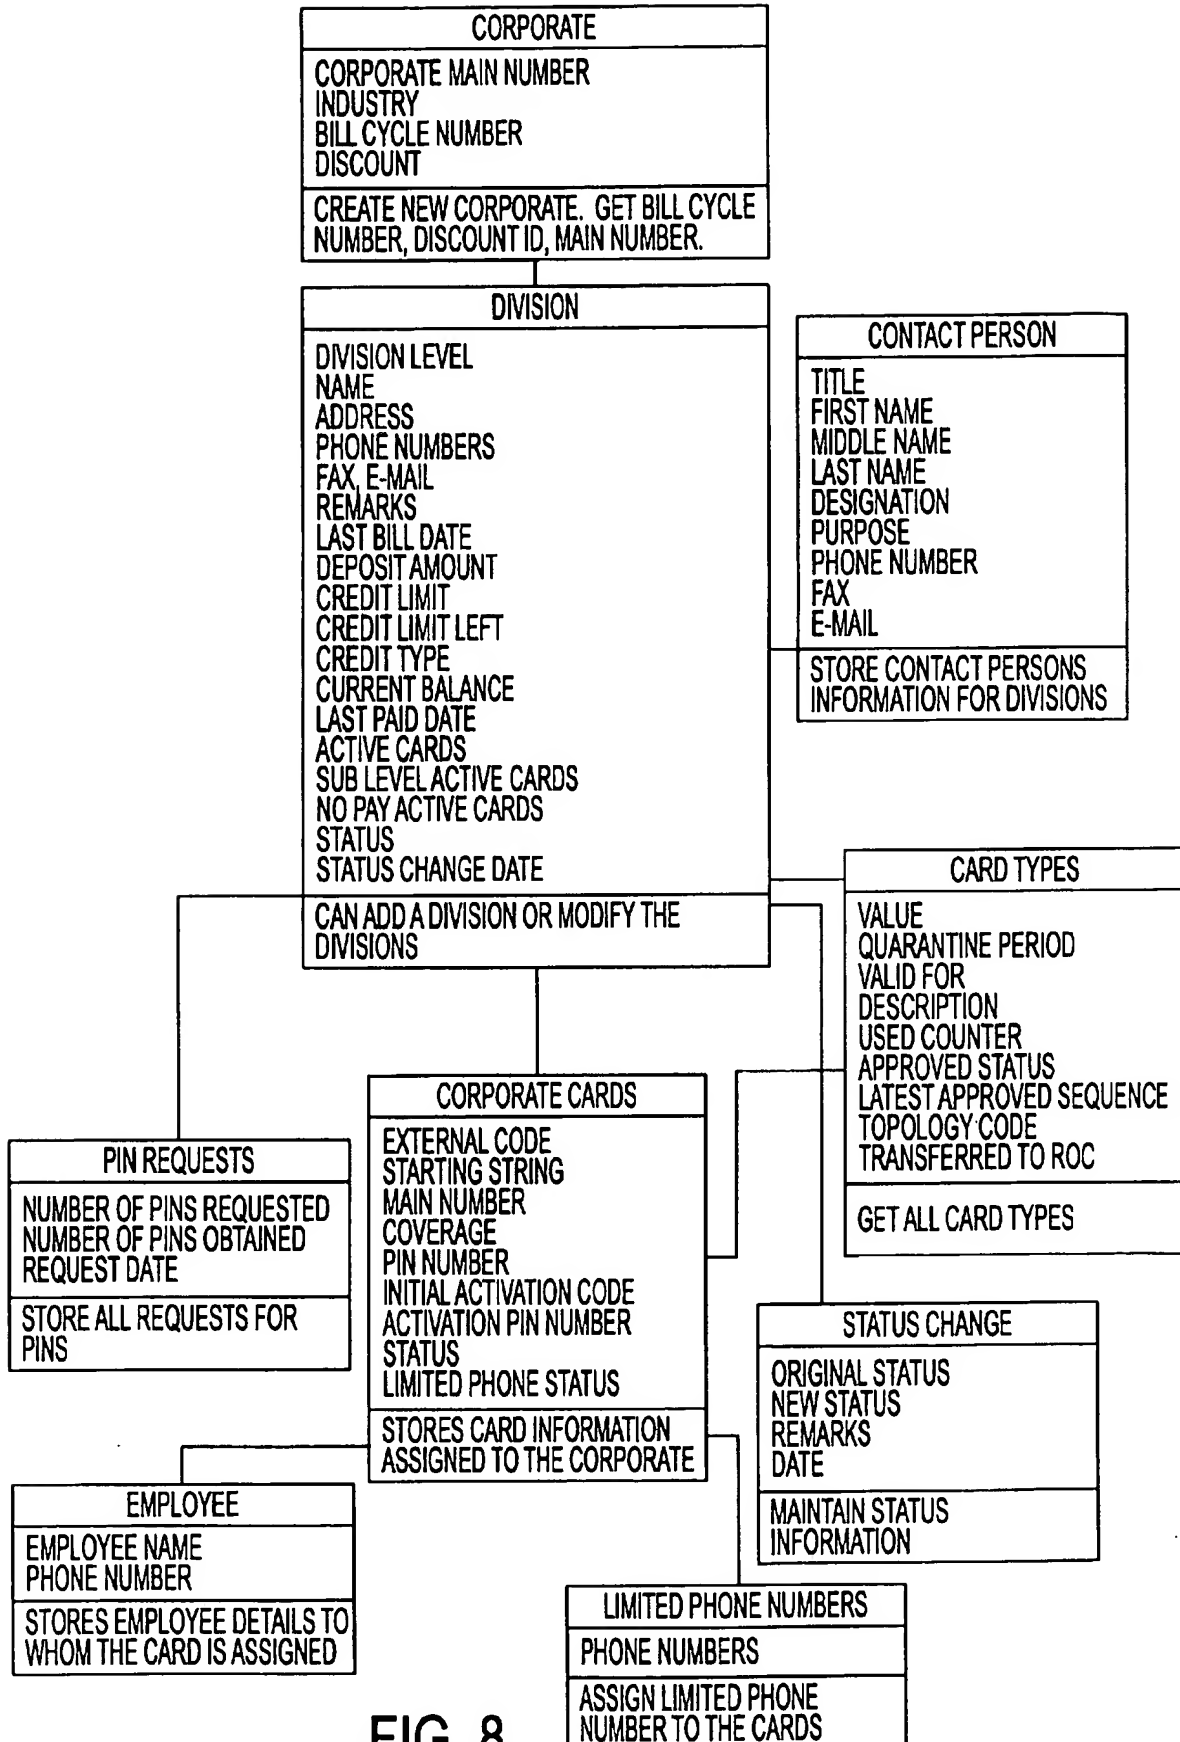 CORPORATE
CORPORATE MAIN NUMBER
INDUSTRY
BILL CYCLE NUMBER
DISCOUNT
CREATE NEW CORPORATE. GET BILL CYCLE
NUMBER, DISCOUNT ID, MAIN NUMBER.
DIVISION
DIVISION LEVEL
NAME
ADDRESS
PHONE NUMBERS
FAX, E-MAIL
REMARKS
LAST BILL DATE
DEPOSIT AMOUNT
CREDIT LIMIT
CREDIT LIMIT LEFT
CREDIT TYPE
CURRENT BALANCE
LAST PAID DATE
ACTIVE CARDS
SUB LEVEL ACTIVE CARDS
NO PAY ACTIVE CARDS
STATUS
STATUS CHANGE DATE
CAN ADD A DIVISION OR MODIFY THE
DIVISIONS
CONTACT PERSON
TITLE
FIRST NAME
MIDDLE NAME
LAST NAME
DESIGNATION
PURPOSE
PHONE NUMBER
FAX
E-MAIL
STORE CONTACT PERSONS
INFORMATION FOR DIVISIONS
CARD TYPES
VALUE
QUARANTINE PERIOD
VALID FOR
DESCRIPTION
USED COUNTER
APPROVED STATUS
LATEST APPROVED SEQUENCE
TOPOLOGY CODE
TRANSFERRED TO ROC
GET ALL CARD TYPES
PIN REQUESTS
NUMBER OF PINS REQUESTED
NUMBER OF PINS OBTAINED
REQUEST DATE
STORE ALL REQUESTS FOR
PINS
CORPORATE CARDS
EXTERNAL CODE
STARTING STRING
MAIN NUMBER
COVERAGE
PIN NUMBER
INITIAL ACTIVATION CODE
ACTIVATION PIN NUMBER
STATUS
LIMITED PHONE STATUS
STORES CARD INFORMATION
ASSIGNED TO THE CORPORATE
STATUS CHANGE
ORIGINAL STATUS
NEW STATUS
REMARKS
DATE
MAINTAIN STATUS
INFORMATION
EMPLOYEE
EMPLOYEE NAME
PHONE NUMBER
STORES EMPLOYEE DETAILS TO
WHOM THE CARD IS ASSIGNED
LIMITED PHONE NUMBERS
PHONE NUMBERS
ASSIGN LIMITED PHONE
NUMBER TO THE CARDS
FIG. 8